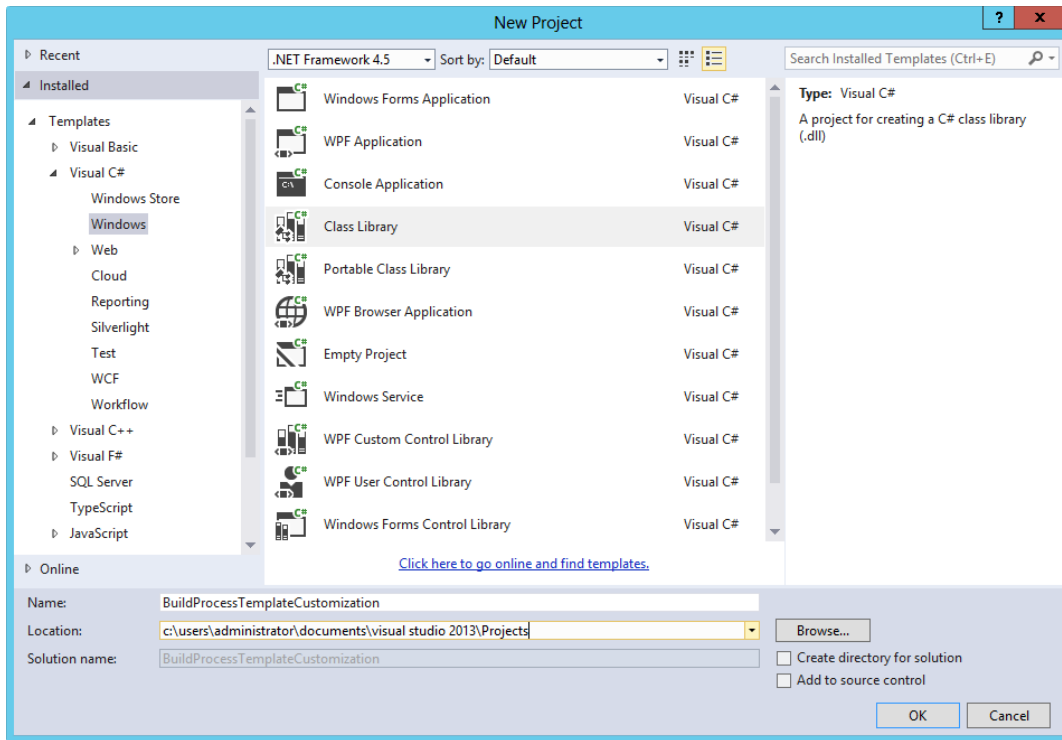 New Project
? x
Recent
.NET Framework 4.5 Sort by: Default
Search Installed Templates (Ctrl+E)
Installed
Templates
Visual Basic
Visual C#
Windows Store
Windows
Web
Cloud
Reporting
Silverlight
Test
WCF
Workflow
Visual C++
Visual F#
SQL Server
TypeScript
JavaScript
Online
C# Windows Forms Application Visual C#
C# WPF Application Visual C#
C# C:\ Console Application Visual C#
C# Class Library Visual C#
C# Portable Class Library Visual C#
C# WPF Browser Application Visual C#
C# Empty Project Visual C#
C# Windows Service Visual C#
C# WPF Custom Control Library Visual C#
C# WPF User Control Library Visual C#
C# Windows Forms Control Library Visual C#
Click here to go online and find templates.
Type: Visual C#
A project for creating a C# class library
(.dll)
Name: BuildProcessTemplateCustomization
Location: c:\users\administrator\documents\visual studio 2013\Projects
Browse...
Solution name: BuildProcessTemplateCustomization
Create directory for solution
Add to source control
OK Cancel